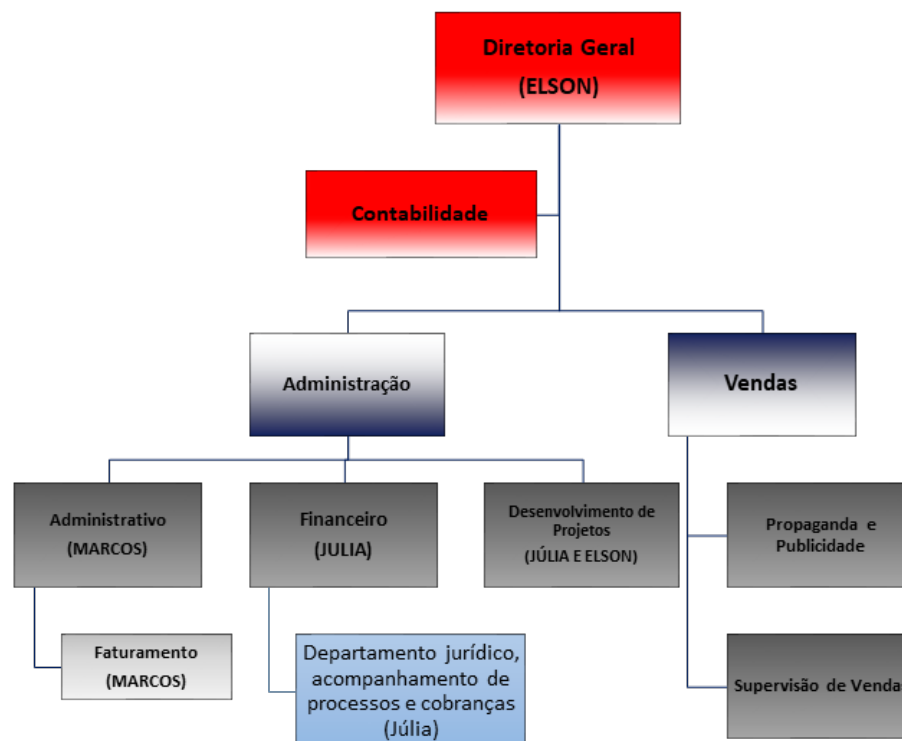 Diretoria Geral
(ELSON)
Contabilidade
Administração
Vendas
Administrativo
(MARCOS)
Financeiro
(JULIA)
Desenvolvimento de
Projetos
(JÚLIA E ELSON)
Propaganda e
Publicidade
Faturamento
(MARCOS)
Departamento jurídico,
acompanhamento de
processos e cobranças
(Júlia)
Supervisão de Vendas